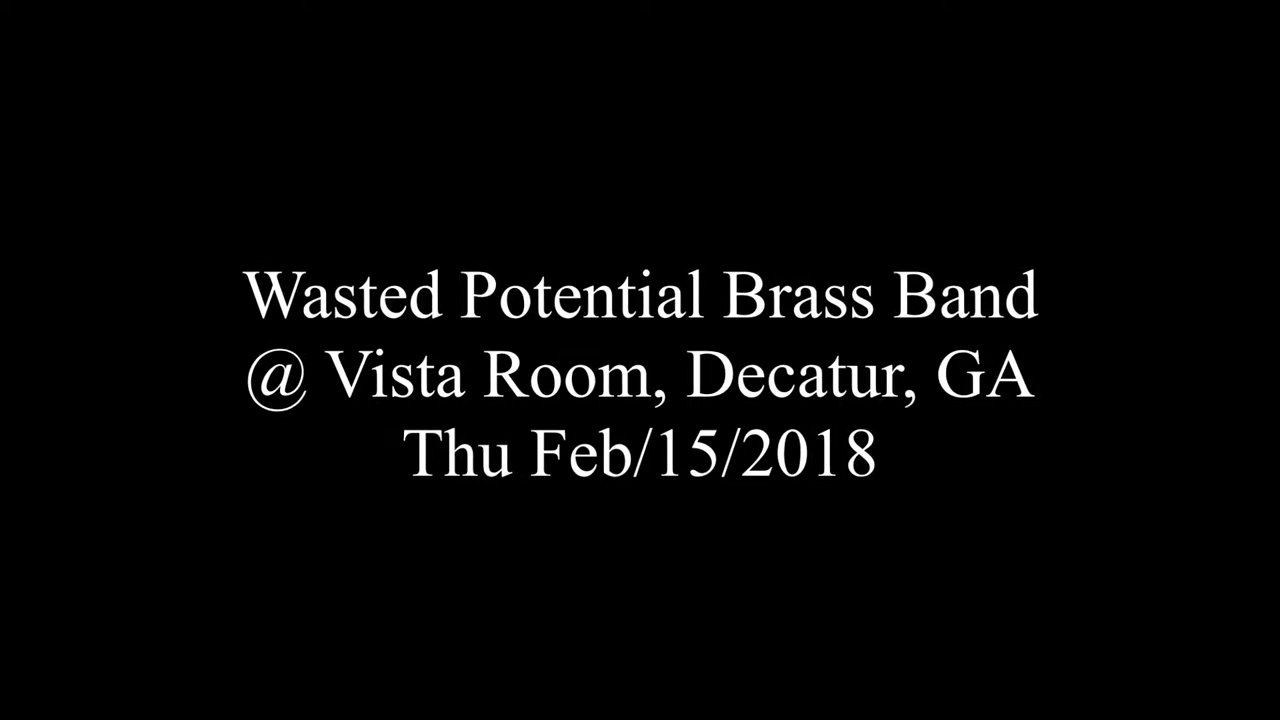 Wasted Potential Brass Band
@ Vista Room, Decatur, GA
Thu Feb/15/2018